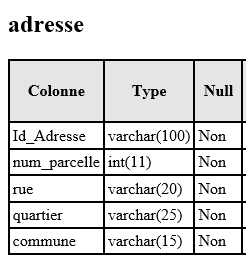 adresse
Colonne Type Null
Id_Adresse varchar(100) Non
num_parcelle int(11) Non
rue varchar(20) Non
quartier varchar(25) Non
commune varchar(15) Non